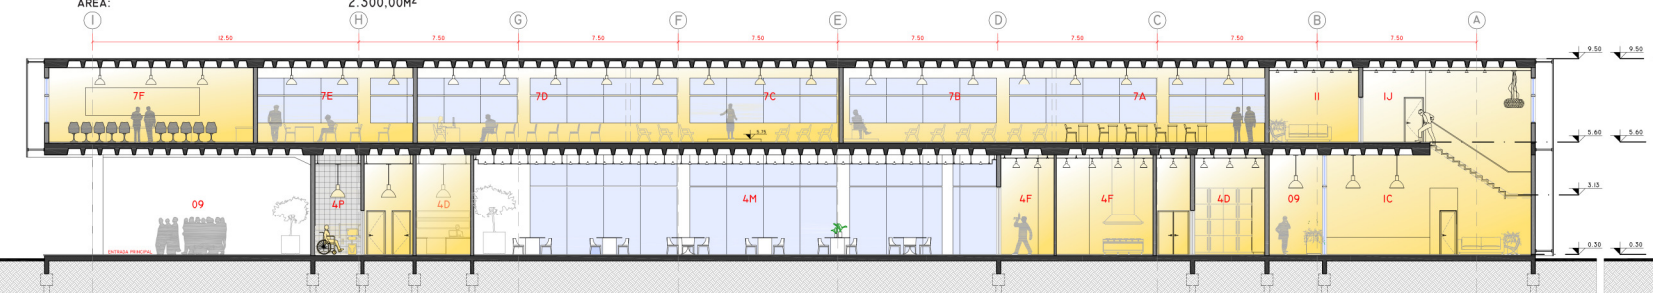 AREA: 2.300,00M²
I H G F E D C B A
12.50 7.50 7.50 7.50 7.50 7.50 7.50 7.50
9.50 9.50
7F 7E 7D 7C 7B 7A II IJ
5.75
5.60 5.60
3.15
09 4P 4D 4M 4F 4F 4D 09 IC
ENTRADA PRINCIPAL
0.30 0.30